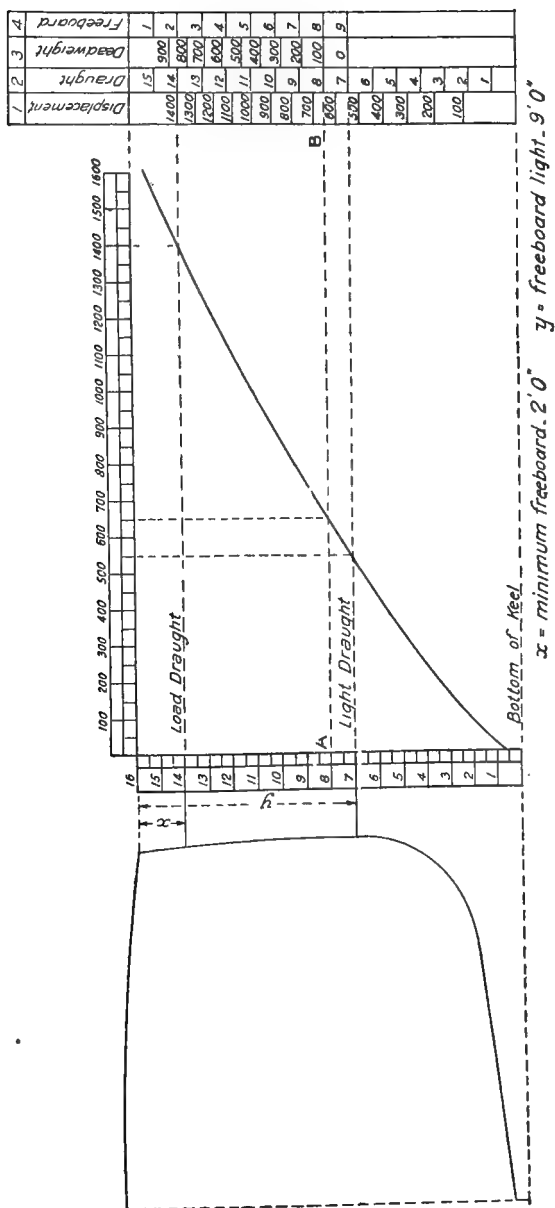 1 Displacement 1400 1300 1200 1100 1000 900 800 700 600 570 400 300 200 100
2 Draught 15 14 13 12 11 10 9 8 7 6 5 4 3 2 1
3 Deadweight 900 800 700 600 500 400 300 200 100 0
4 Freeboard 1 2 3 4 5 6 7 8 9
100 200 300 400 500 600 700 800 900 1000 1100 1200 1300 1400 1500 1600
16 15 14 13 12 11 10 9 8 7 6 5 4 3 2 1
Load Draught
A
B
Light Draught
Bottom of Keel
x
y
x = minimum freeboard. 2' 0" y = freeboard light. 9' 0"